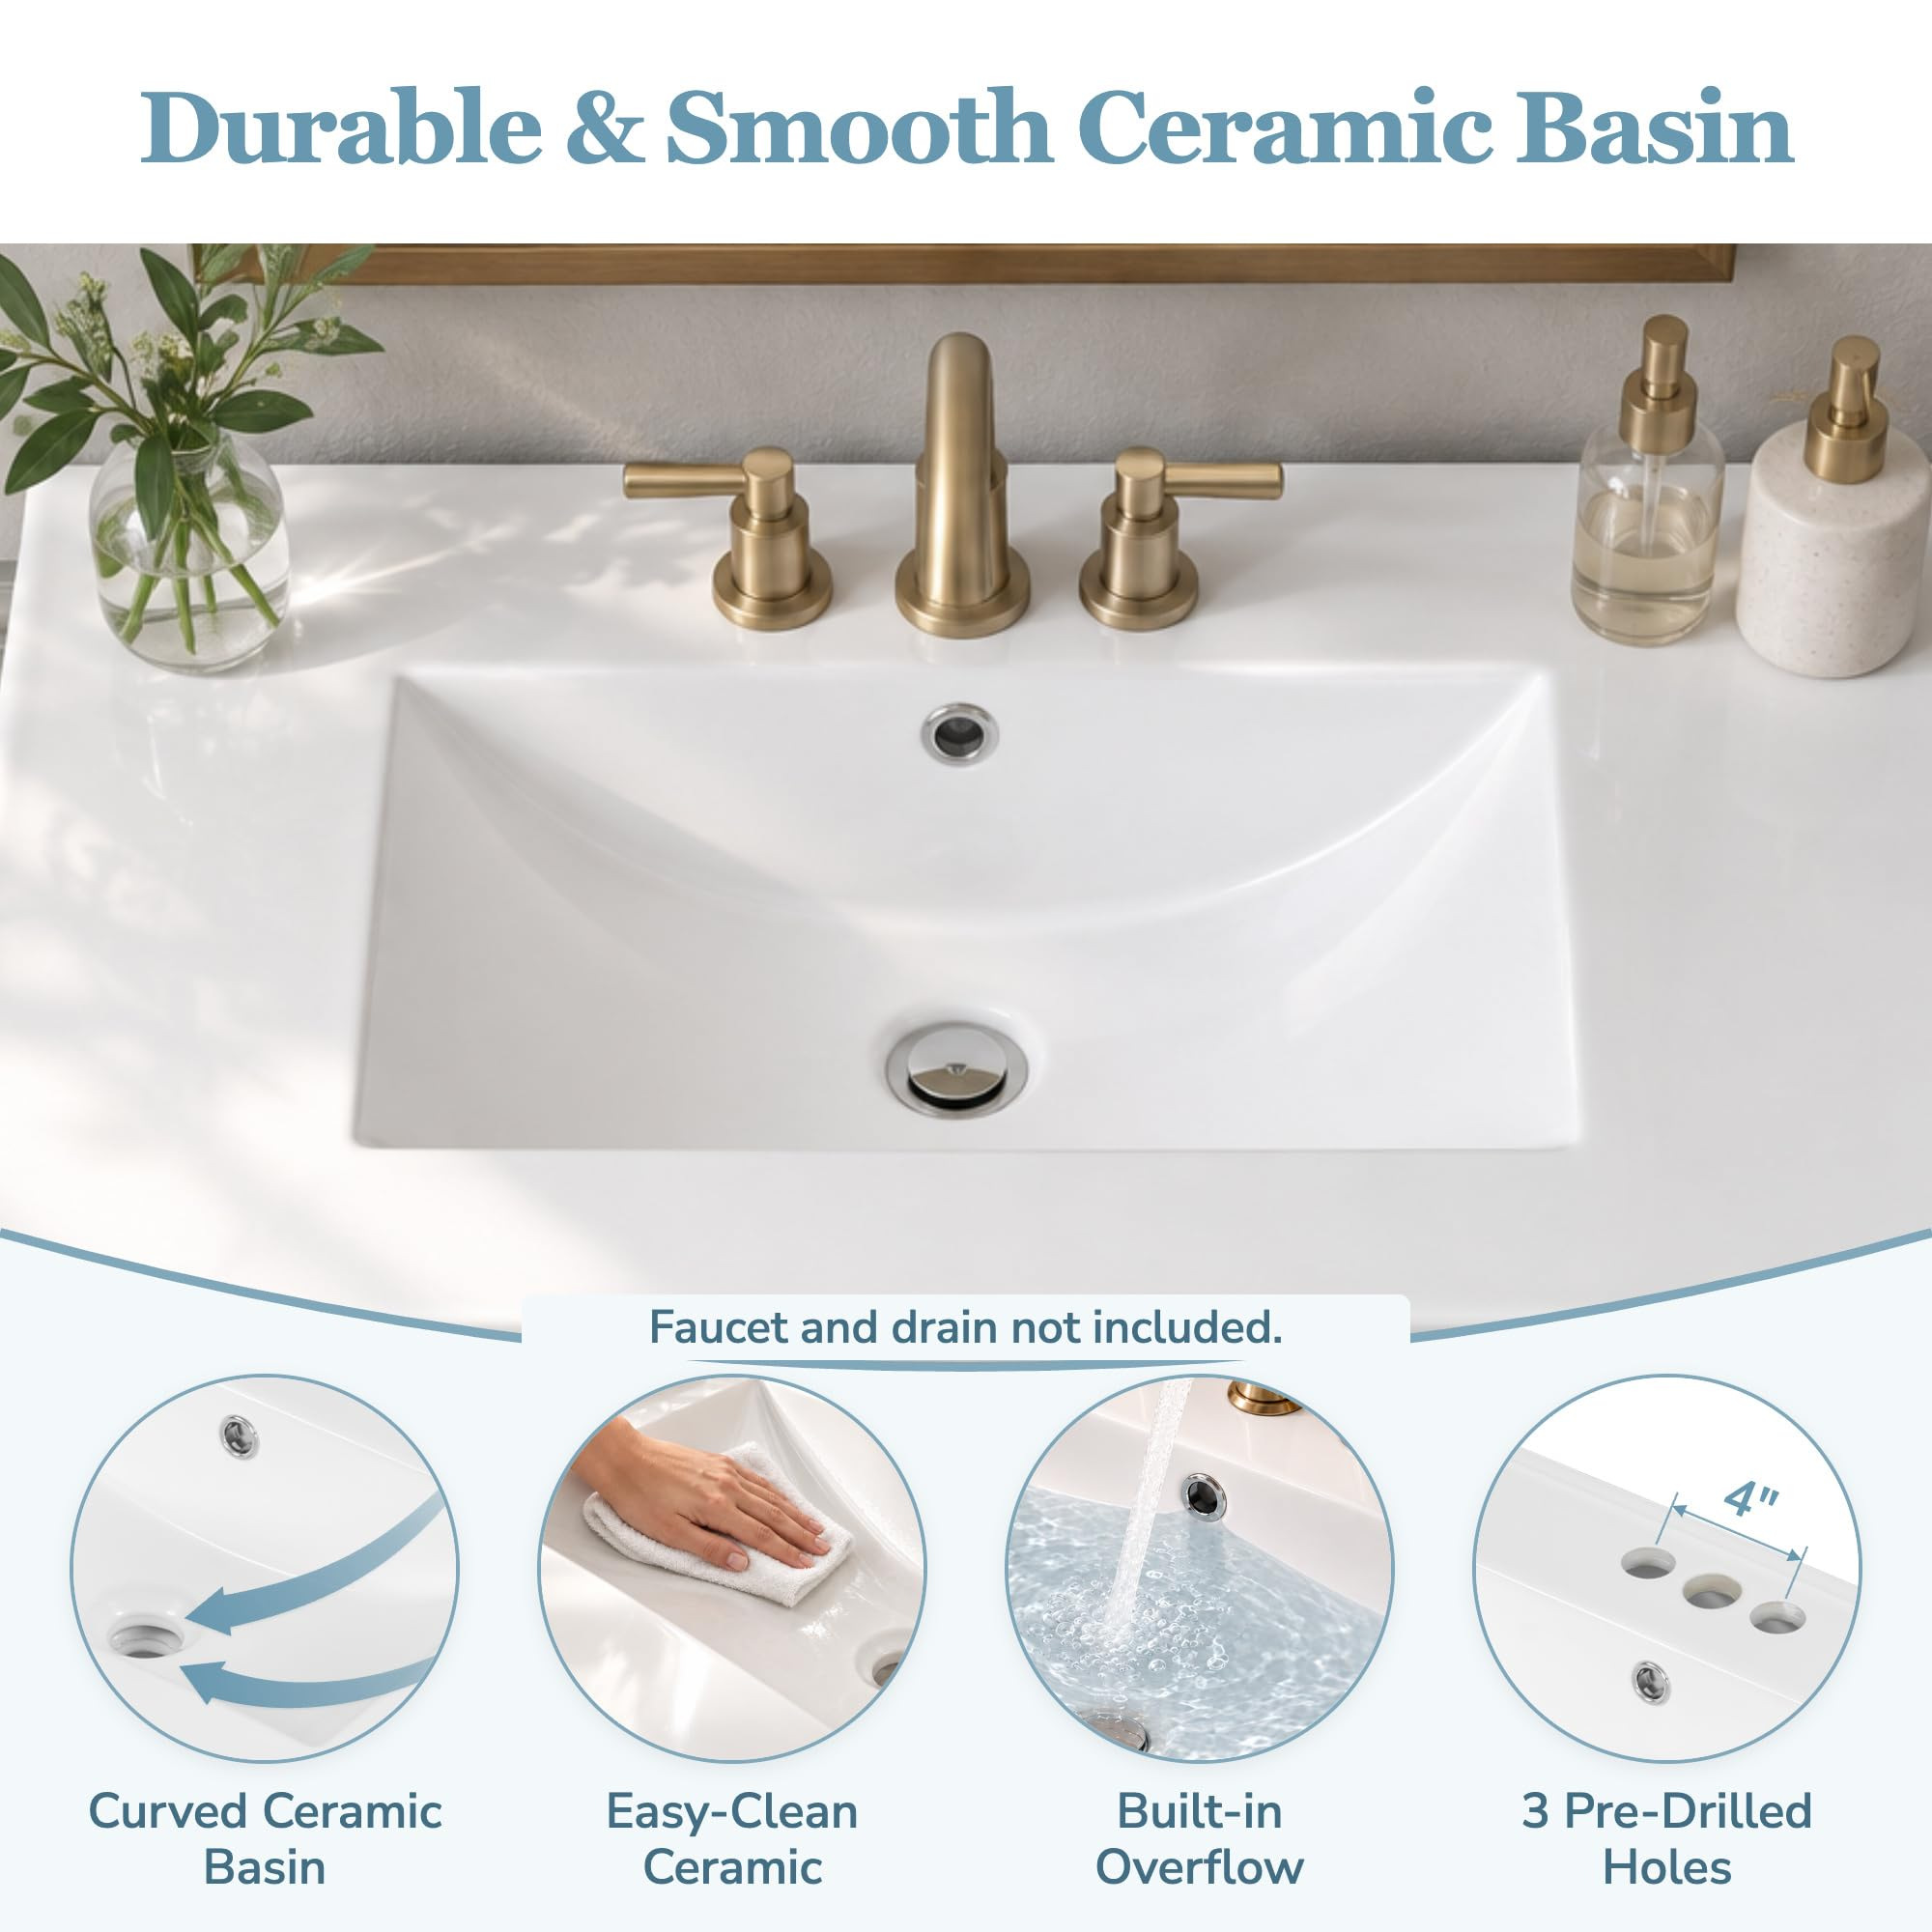 Durable & Smooth Ceramic Basin
Faucet and drain not included.
4"
Curved Ceramic
Basin
Easy-Clean
Ceramic
Built-in
Overflow
3 Pre-Drilled
Holes